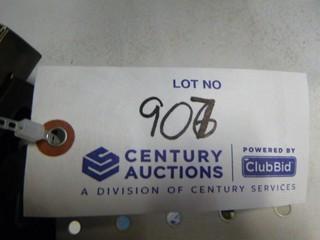 LOT NO
907
CENTURY AUCTIONS
POWERED BY
ClubBid
A DIVISION OF CENTURY SERVICES